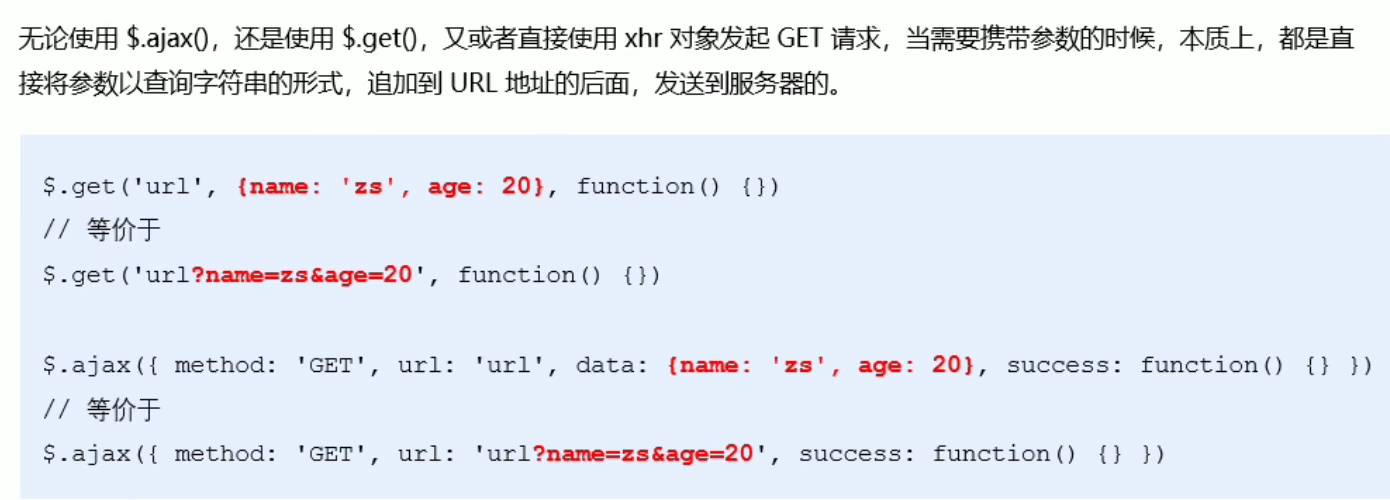 无论使用 $.ajax()，还是使用 $.get()，又或者直接使用 xhr 对象发起 GET 请求，当需要携带参数的时候，本质上，都是直
接将参数以查询字符串的形式，追加到 URL 地址的后面，发送到服务器的。
$.get('url', {name: 'zs', age: 20}, function() {})
// 等价于
$.get('url?name=zs&age=20', function() {})
$.ajax({ method: 'GET', url: 'url', data: {name: 'zs', age: 20}, success: function() {} })
// 等价于
$.ajax({ method: 'GET', url: 'url?name=zs&age=20', success: function() {} })